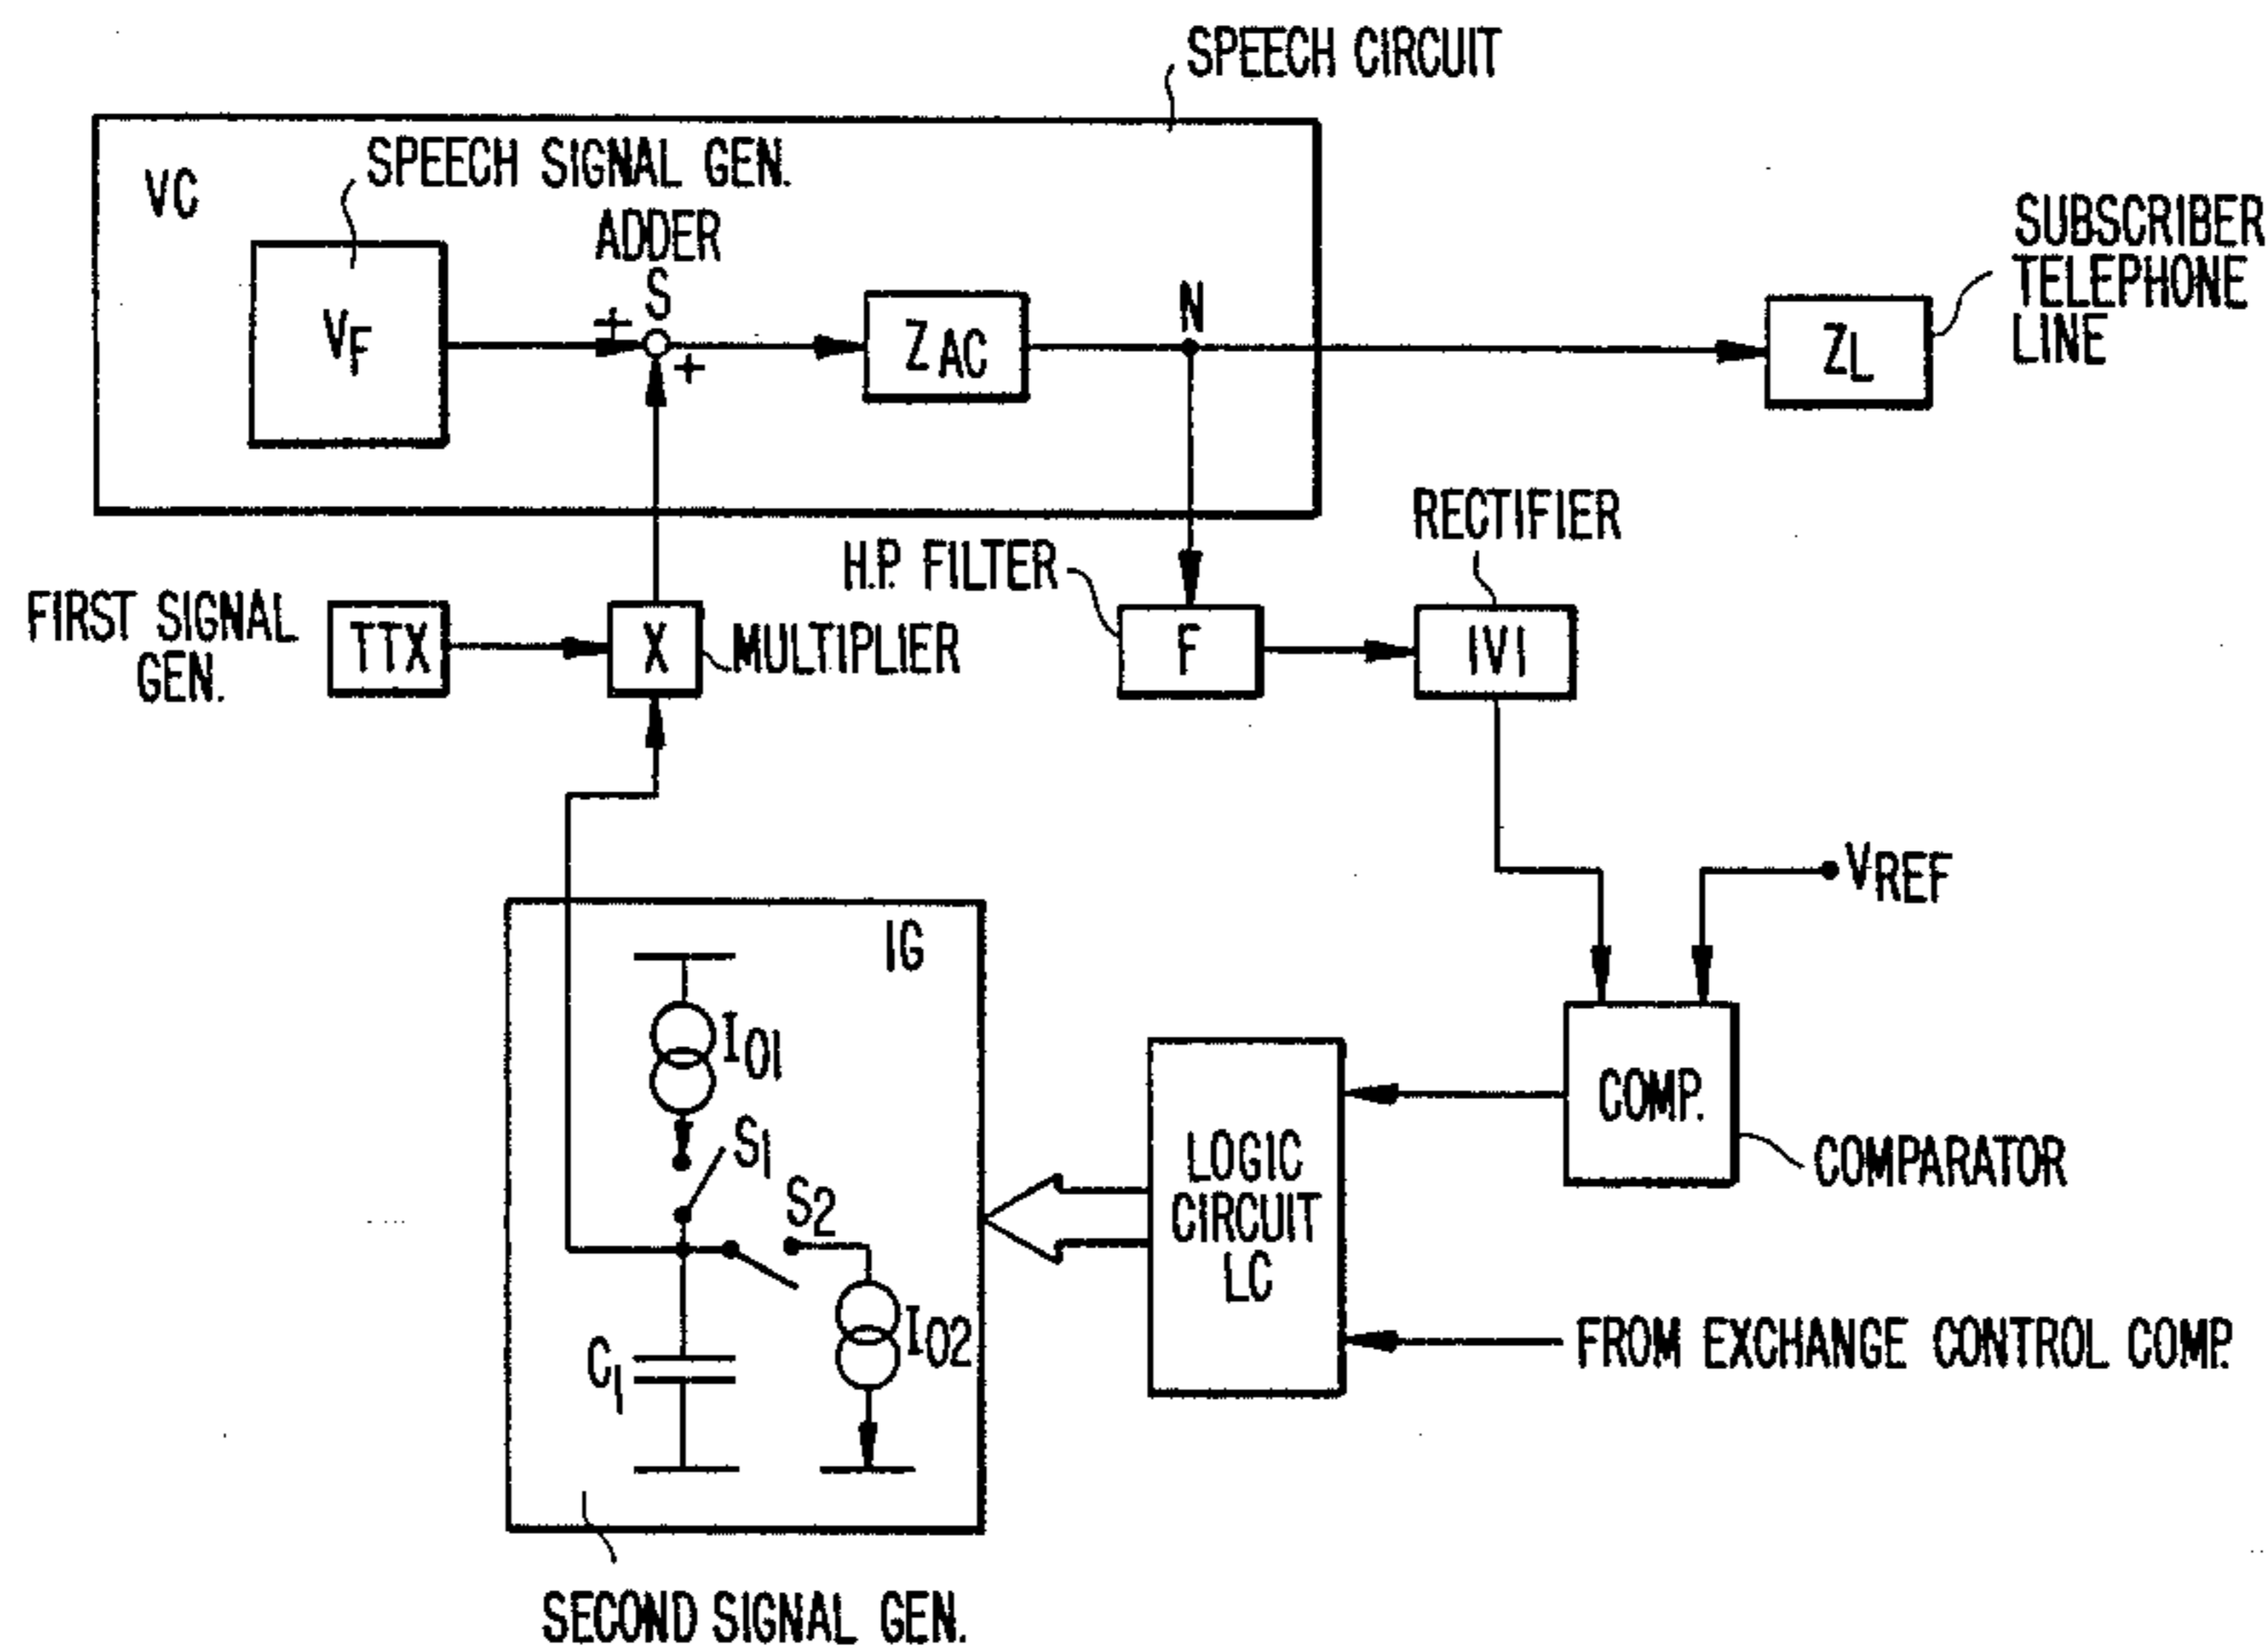 SPEECH CIRCUIT
SPEECH SIGNAL GEN.
VC
ADDER
S
VF
+
+
ZAC
N
SUBSCRIBER
TELEPHONE
LINE
ZL
RECTIFIER
H.P. FILTER
FIRST SIGNAL
GEN.
TTX
X
MULTIPLIER
F
|V|
VREF
IG
I01
S1
S2
I02
C1
LOGIC
CIRCUIT
LC
COMP.
COMPARATOR
FROM EXCHANGE CONTROL COMP.
SECOND SIGNAL GEN.